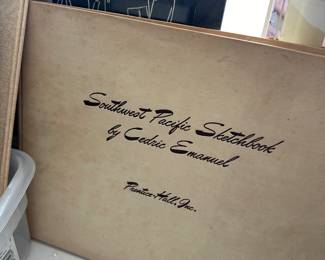 Southwest Pacific Sketchbook
by Cedric Emanuel
Prentice-Hall, Inc.